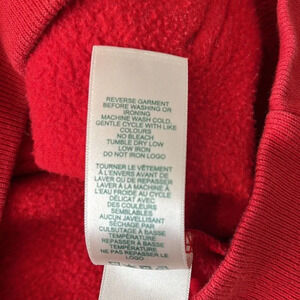 REVERSE GARMENT
BEFORE WASHING OR
IRONING
MACHINE WASH COLD,
GENTLE CYCLE WITH LIKE
COLOURS
NO BLEACH
TUMBLE DRY LOW
LOW IRON
DO NOT IRON LOGO
TOURNER LE VÊTEMENT
À L'ENVERS AVANT DE
LAVER OU DE REPASSER
LAVER À LA MACHINE À
L'EAU FROIDE CYCLE
DÉLICAT AVEC
DES COULEURS
SEMBLABLES
AUCUN JAVELLISANT
SÉCHAGE PAR
CULBUTAGE À BASSE
TEMPÉRATURE
REPASSER À BASSE
TEMPÉRATURE
NE PAS REPASSER LE
LOGO